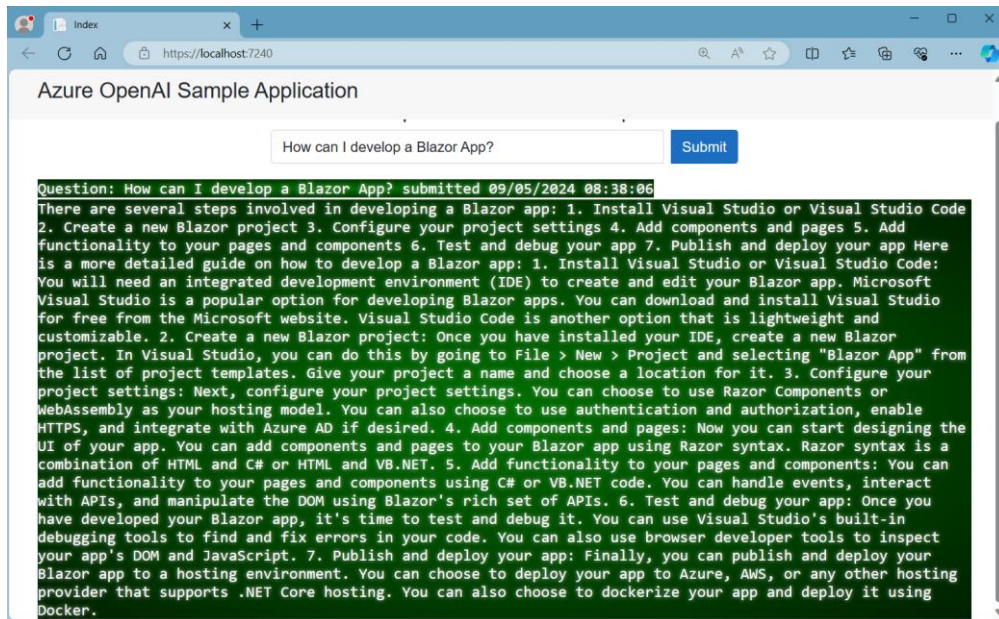 Index
https://localhost:7240
Azure OpenAI Sample Application
How can I develop a Blazor App?
Submit
Question: How can I develop a Blazor App? submitted 09/05/2024 08:38:06
There are several steps involved in developing a Blazor app: 1. Install Visual Studio or Visual Studio Code
2. Create a new Blazor project 3. Configure your project settings 4. Add components and pages 5. Add
functionality to your pages and components 6. Test and debug your app 7. Publish and deploy your app Here
is a more detailed guide on how to develop a Blazor app: 1. Install Visual Studio or Visual Studio Code:
You will need an integrated development environment (IDE) to create and edit your Blazor app. Microsoft
Visual Studio is a popular option for developing Blazor apps. You can download and install Visual Studio
for free from the Microsoft website. Visual Studio Code is another option that is lightweight and
customizable. 2. Create a new Blazor project: Once you have installed your IDE, create a new Blazor
project. In Visual Studio, you can do this by going to File > New > Project and selecting "Blazor App" from
the list of project templates. Give your project a name and choose a location for it. 3. Configure your
project settings: Next, configure your project settings. You can choose to use Razor Components or
WebAssembly as your hosting model. You can also choose to use authentication and authorization, enable
HTTPS, and integrate with Azure AD if desired. 4. Add components and pages: Now you can start designing the
UI of your app. You can add components and pages to your Blazor app using Razor syntax. Razor syntax is a
combination of HTML and C# or HTML and VB.NET. 5. Add functionality to your pages and components: You can
add functionality to your pages and components using C# or VB.NET code. You can handle events, interact
with APIs, and manipulate the DOM using Blazor's rich set of APIs. 6. Test and debug your app: Once you
have developed your Blazor app, it's time to test and debug it. You can use Visual Studio's built-in
debugging tools to find and fix errors in your code. You can also use browser developer tools to inspect
your app's DOM and JavaScript. 7. Publish and deploy your app: Finally, you can publish and deploy your
Blazor app to a hosting environment. You can choose to deploy your app to Azure, AWS, or any other hosting
provider that supports .NET Core hosting. You can also choose to dockerize your app and deploy it using
Docker.